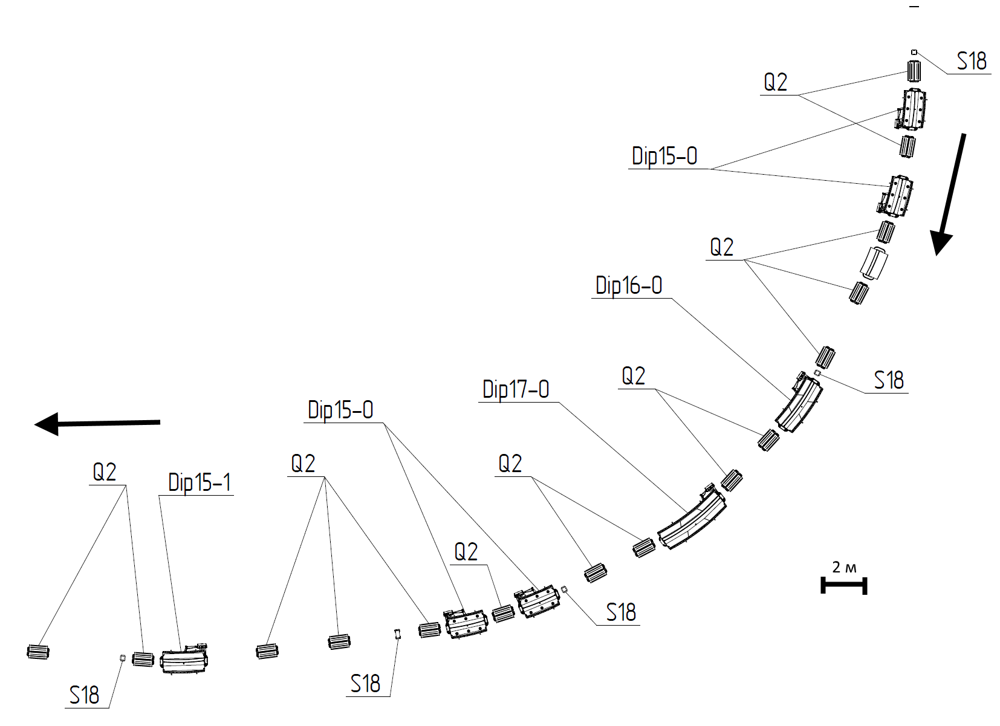 S18
Q2
Dip15-0
Q2
Dip16-0
Q2
S18
Dip17-0
Dip15-0
Q2
Q2
Q2
Dip15-1
Q2
2 м
S18
S18
S18